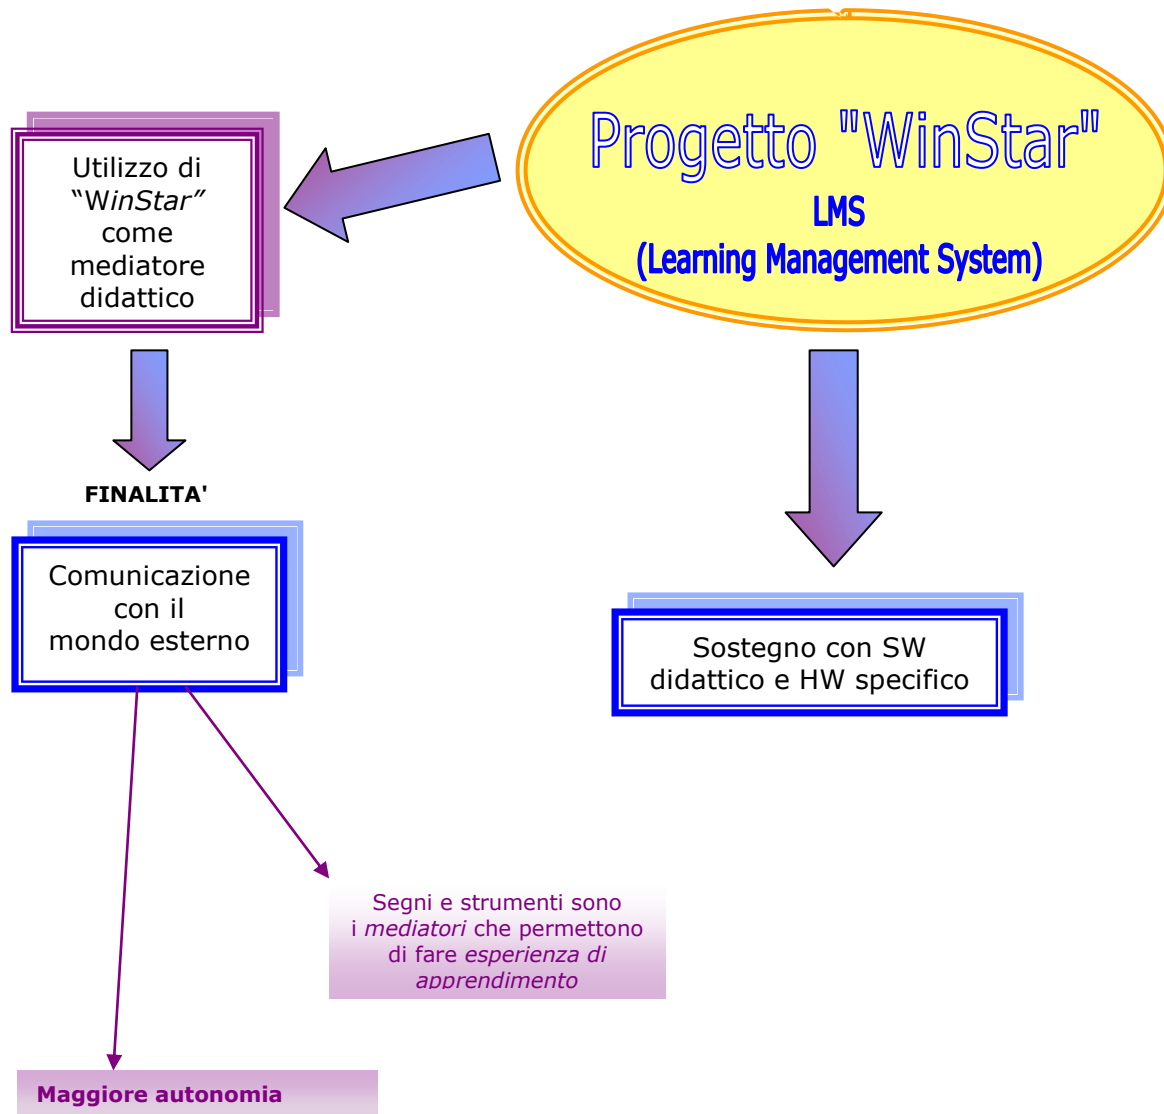 Progetto "WinStar"
LMS
(Learning Management System)
Utilizzo di
“WinStar”
come
mediatore
didattico
FINALITA'
Comunicazione
con il
mondo esterno
Sostegno con SW
didattico e HW specifico
Segni e strumenti sono
i mediatori che permettono
di fare esperienza di
apprendimento
Maggiore autonomia